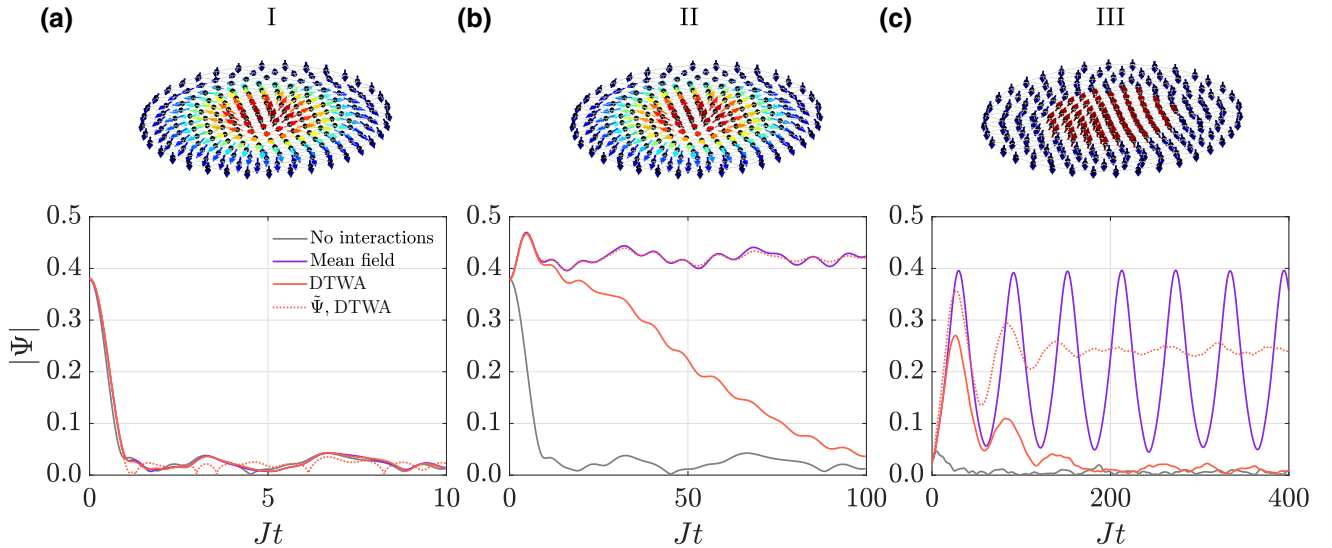 (a) I (b) II (c) III
|Ψ|
0.5 0.5 0.5
0.4 0.4 0.4
0.3 0.3 0.3
0.2 0.2 0.2
0.1 0.1 0.1
0.0 0.0 0.0
No interactions
Mean field
DTWA
Ψ̃, DTWA
0 5 10 0 50 100 0 200 400
Jt Jt Jt